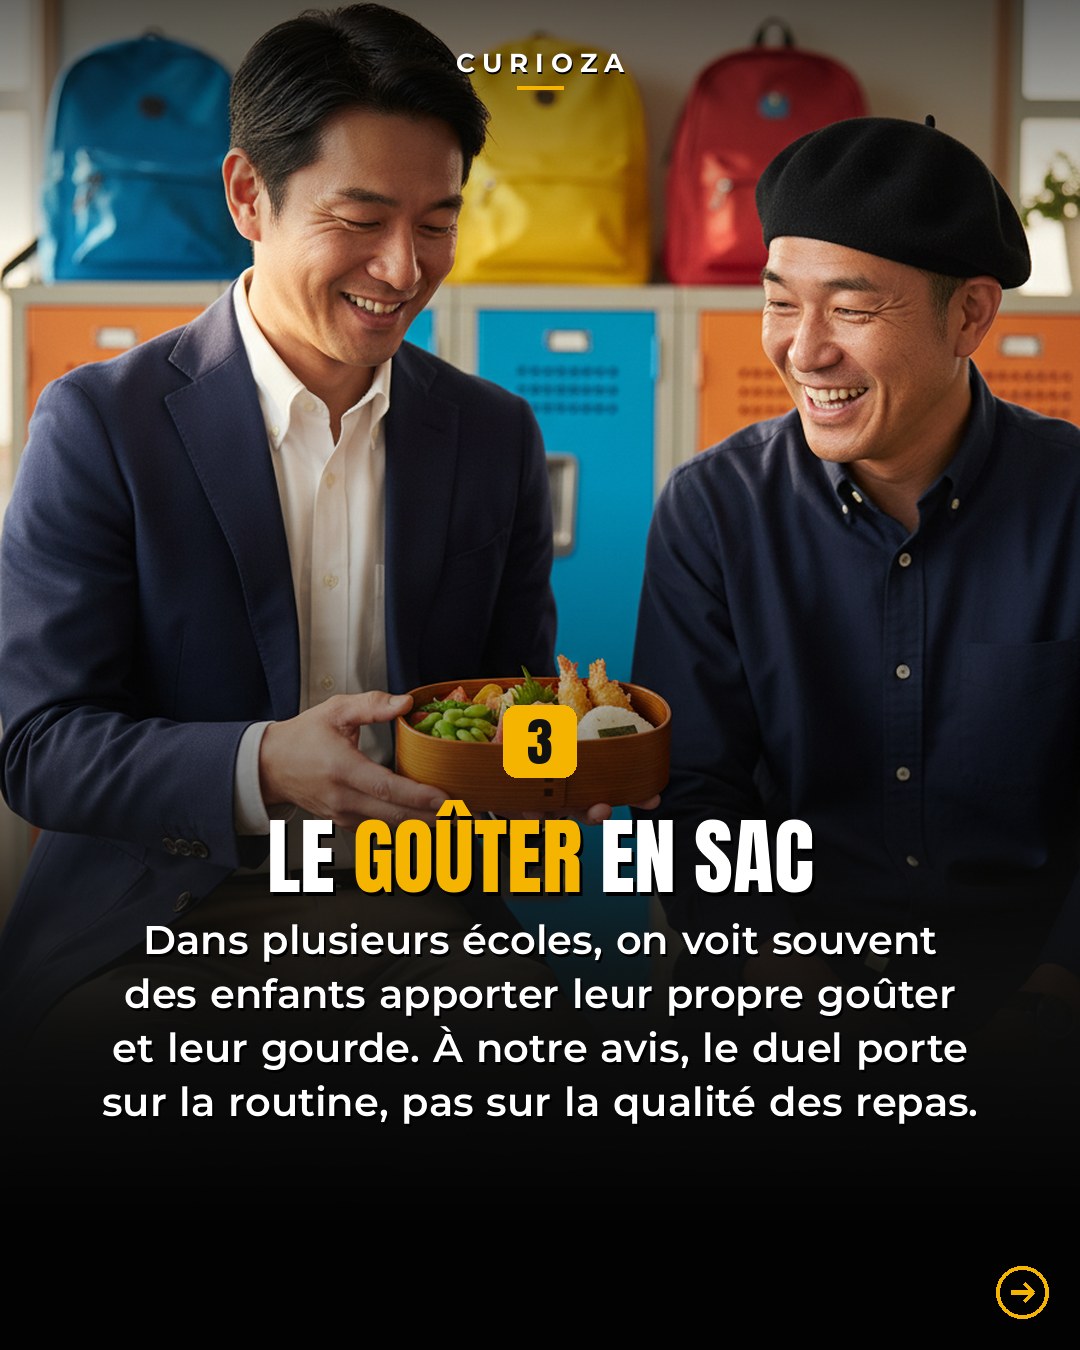 CURIOZA
3
LE GOÛTER EN SAC
Dans plusieurs écoles, on voit souvent
des enfants apporter leur propre goûter
et leur gourde. À notre avis, le duel porte
sur la routine, pas sur la qualité des repas.